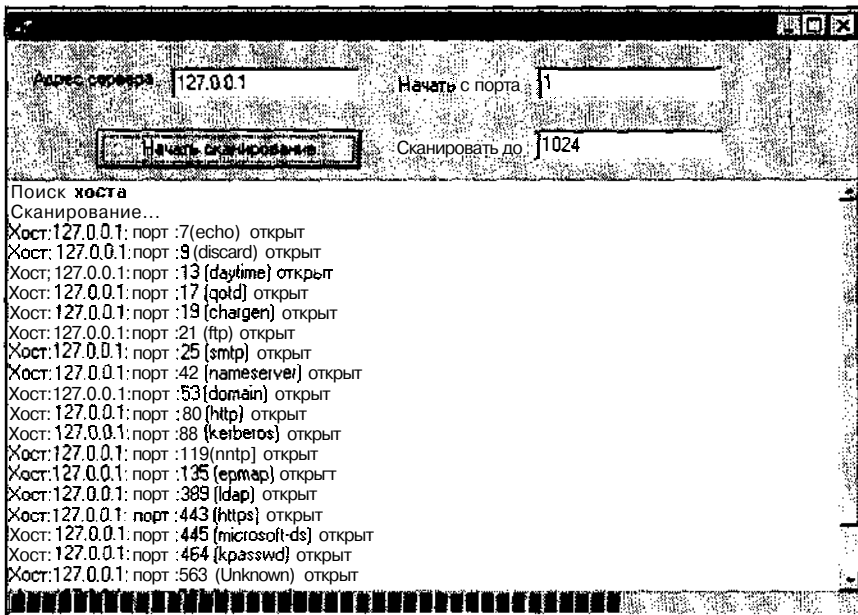 Адрес сервера 127.0.0.1 Начать с порта 1
Начать сканирование Сканировать до 1024
Поиск хоста
Сканирование...
Хост:127.0.0.1: порт :7(echo) открыт
Хост: 127.0.0.1: порт :9 (discard) открыт
Хост; 127.0.0.1: порт :13 (daytime) открыт
Хост: 127.0.0.1: порт ;17 (qotd) открыт
Хост: 127.0.0.1: порт :19 (chargen) открыт
Хост: 127.0.0.1: порт :21 (ftp) открыт
Хост:127.0.0.1: порт :25 (smtp) открыт
Хост:127.0.0.1: порт :42 (nameserver) открыт
Хост:127.0.0.1:порт :53 (domain) открыт
Хост: 127.0.0.1: порт :80 (http) открыт
Хост: 127.0.0.1: порт :88 (kerberos) открыт
Хост:127.0.0.1: порт :119(nntp] открыт
Хост:127.0.0.1: порт :135 (epmap) открыт
Хост:127.0.0.1: порт :389 (ldap) открыт
Хост:127.0.0.1: порт :443 (https) открыт
Хост: 127.0.0.1: порт :445 (microsoft-ds) открыт
Хост: 127.0.0.1: порт :464 (kpasswd) открыт
Хост:127.0.0.1: порт :563 (Unknown) открыт